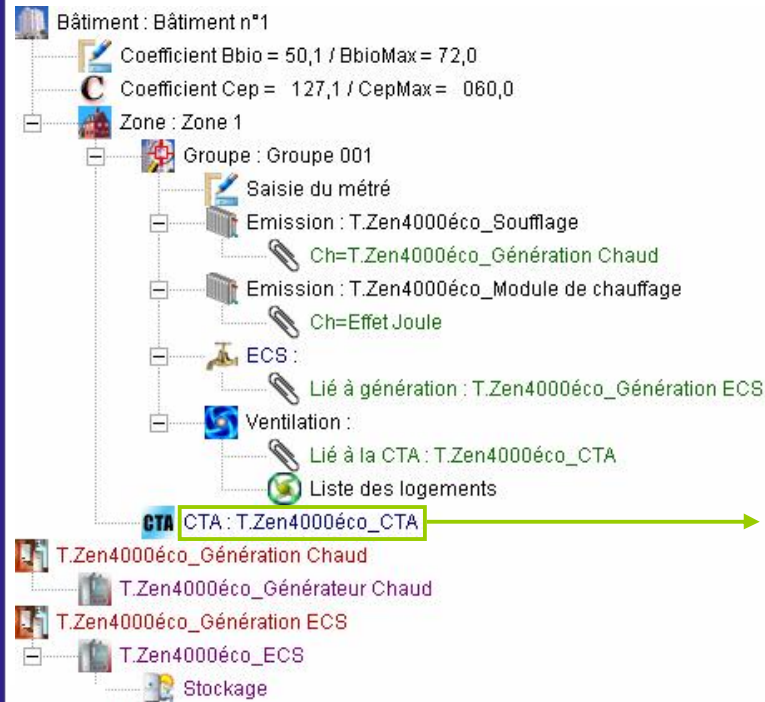 Bâtiment : Bâtiment n°1
Coefficient Bbio = 50,1 / BbioMax = 72,0
C Coefficient Cep = 127,1 / CepMax = 060,0
Zone : Zone 1
Groupe : Groupe 001
Saisie du métré
Emission : T.Zen4000éco_Soufflage
Ch=T.Zen4000éco_Génération Chaud
Emission : T.Zen4000éco_Module de chauffage
Ch=Effet Joule
ECS :
Lié à génération : T.Zen4000éco_Génération ECS
Ventilation :
Lié à la CTA : T.Zen4000éco_CTA
Liste des logements
CTA CTA : T.Zen4000éco_CTA
T.Zen4000éco_Génération Chaud
T.Zen4000éco_Générateur Chaud
T.Zen4000éco_Génération ECS
T.Zen4000éco_ECS
Stockage